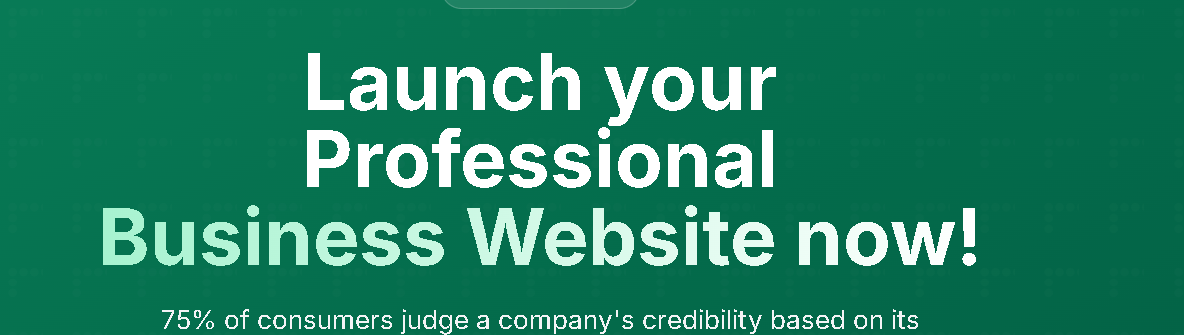 Launch your
Professional
Business Website now!
75% of consumers judge a company's credibility based on its